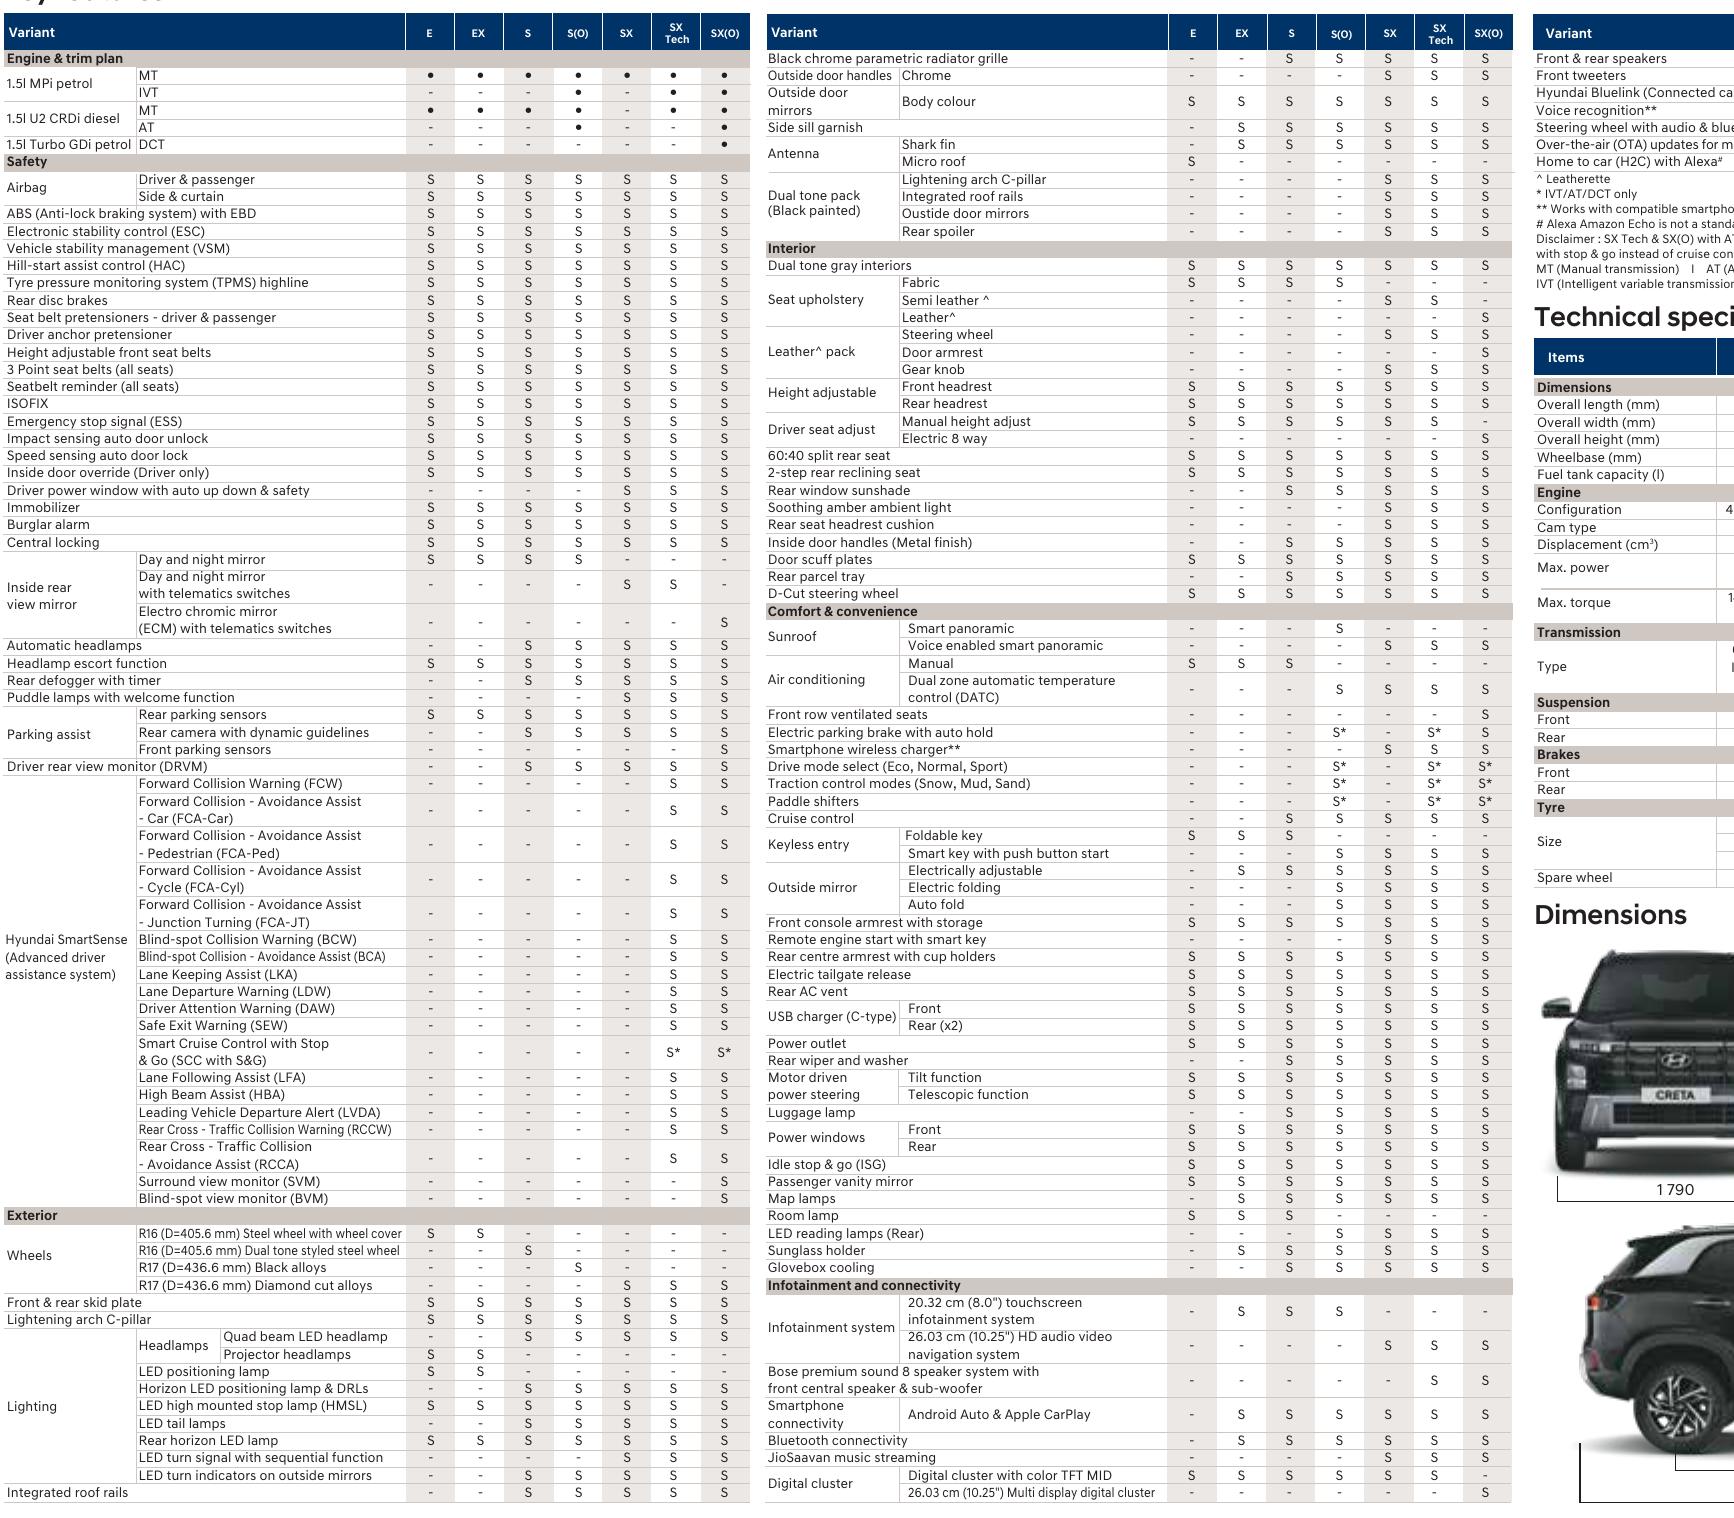 Variant E EX S S(O) SX SX Tech SX(O)
Engine & trim plan
1.5l MPi petrol MT • • • • • • •
IVT - - - • - • •
1.5l U2 CRDi diesel MT • • • • - • •
AT - - - • - - •
1.5l Turbo GDi petrol DCT - - - - - - •
Safety
Airbag Driver & passenger S S S S S S S
Side & curtain S S S S S S S
ABS (Anti-lock braking system) with EBD S S S S S S S
Electronic stability control (ESC) S S S S S S S
Vehicle stability management (VSM) S S S S S S S
Hill-start assist control (HAC) S S S S S S S
Tyre pressure monitoring system (TPMS) highline S S S S S S S
Rear disc brakes S S S S S S S
Seat belt pretensioners - driver & passenger S S S S S S S
Driver anchor pretensioner S S S S S S S
Height adjustable front seat belts S S S S S S S
3 Point seat belts (all seats) S S S S S S S
Seatbelt reminder (all seats) S S S S S S S
ISOFIX S S S S S S S
Emergency stop signal (ESS) S S S S S S S
Impact sensing auto door unlock S S S S S S S
Speed sensing auto door lock S S S S S S S
Inside door override (Driver only) S S S S S S S
Driver power window with auto up down & safety - - - - S S S
Immobilizer S S S S S S S
Burglar alarm S S S S S S S
Central locking S S S S S S S
Inside rear
view mirror
Day and night mirror S S S S - - -
Day and night mirror
with telematics switches - - - - S S -
Electro chromic mirror
(ECM) with telematics switches - - - - - - S
Automatic headlamps - - S S S S S
Headlamp escort function S S S S S S S
Rear defogger with timer - - S S S S S
Puddle lamps with welcome function - - - - S S S
Parking assist Rear parking sensors S S S S S S S
Rear camera with dynamic guidelines - - S S S S S
Front parking sensors - - - - - - S
Driver rear view monitor (DRVM) - - S S S S S
Hyundai SmartSense
(Advanced driver
assistance system)
Forward Collision Warning (FCW) - - - - - S S
Forward Collision - Avoidance Assist
- Car (FCA-Car) - - - - - S S
Forward Collision - Avoidance Assist
- Pedestrian (FCA-Ped) - - - - - S S
Forward Collision - Avoidance Assist
- Cycle (FCA-Cyl) - - - - - S S
Forward Collision - Avoidance Assist
- Junction Turning (FCA-JT) - - - - - S S
Blind-spot Collision Warning (BCW) - - - - - S S
Blind-spot Collision - Avoidance Assist (BCA) - - - - - S S
Lane Keeping Assist (LKA) - - - - - S S
Lane Departure Warning (LDW) - - - - - S S
Driver Attention Warning (DAW) - - - - - S S
Safe Exit Warning (SEW) - - - - - S S
Smart Cruise Control with Stop
& Go (SCC with S&G) - - - - - S* S*
Lane Following Assist (LFA) - - - - - S S
High Beam Assist (HBA) - - - - - S S
Leading Vehicle Departure Alert (LVDA) - - - - - S S
Rear Cross - Traffic Collision Warning (RCCW) - - - - - S S
Rear Cross - Traffic Collision
- Avoidance Assist (RCCA) - - - - - S S
Surround view monitor (SVM) - - - - - - S
Blind-spot view monitor (BVM) - - - - - - S
Exterior
Wheels R16 (D=405.6 mm) Steel wheel with wheel cover S S - - - - -
R16 (D=405.6 mm) Dual tone styled steel wheel - - S - - - -
R17 (D=436.6 mm) Black alloys - - - S - - -
R17 (D=436.6 mm) Diamond cut alloys - - - - S S S
Front & rear skid plate S S S S S S S
Lightening arch C-pillar S S S S S S S
Lighting Headlamps Quad beam LED headlamp - - S S S S S
Projector headlamps S S - - - - -
LED positioning lamp S S - - - - -
Horizon LED positioning lamp & DRLs - - S S S S S
LED high mounted stop lamp (HMSL) S S S S S S S
LED tail lamps - - S S S S S
Rear horizon LED lamp S S S S S S S
LED turn signal with sequential function - - - - S S S
LED turn indicators on outside mirrors - - S S S S S
Integrated roof rails - - S S S S S
Variant E EX S S(O) SX SX Tech SX(O)
Black chrome parametric radiator grille - - S S S S S
Outside door handles Chrome - - - - S S S
Outside door
mirrors Body colour S S S S S S S
Side sill garnish - S S S S S S
Antenna Shark fin - S S S S S S
Micro roof S - - - - - -
Dual tone pack
(Black painted)
Lightening arch C-pillar - - - - S S S
Integrated roof rails - - - - S S S
Oustide door mirrors - - - - S S S
Rear spoiler - - - - S S S
Interior
Dual tone gray interiors S S S S S S S
Seat upholstery Fabric S S S S - - -
Semi leather ^ - - - - S S -
Leather^ - - - - - - S
Leather^ pack Steering wheel - - - - S S S
Door armrest - - - - - - S
Gear knob - - - - S S S
Height adjustable Front headrest S S S S S S S
Rear headrest S S S S S S S
Driver seat adjust Manual height adjust S S S S S S -
Electric 8 way - - - - - - S
60:40 split rear seat S S S S S S S
2-step rear reclining seat S S S S S S S
Rear window sunshade - - S S S S S
Soothing amber ambient light - - - - S S S
Rear seat headrest cushion - - - - S S S
Inside door handles (Metal finish) - - S S S S S
Door scuff plates S S S S S S S
Rear parcel tray - - S S S S S
D-Cut steering wheel S S S S S S S
Comfort & convenience
Sunroof Smart panoramic - - - S - - -
Voice enabled smart panoramic - - - - S S S
Air conditioning Manual S S S - - - -
Dual zone automatic temperature
control (DATC) - - - S S S S
Front row ventilated seats - - - - - - S
Electric parking brake with auto hold - - - S* - S* S
Smartphone wireless charger** - - - - S S S
Drive mode select (Eco, Normal, Sport) - - - S* - S* S*
Traction control modes (Snow, Mud, Sand) - - - S* - S* S*
Paddle shifters - - - S* - S* S*
Cruise control - - S S S S S
Keyless entry Foldable key S S S - - - -
Smart key with push button start - - - S S S S
Outside mirror Electrically adjustable - S S S S S S
Electric folding - - - S S S S
Auto fold - - - S S S S
Front console armrest with storage S S S S S S S
Remote engine start with smart key - - - - S S S
Rear centre armrest with cup holders S S S S S S S
Electric tailgate release S S S S S S S
Rear AC vent S S S S S S S
USB charger (C-type) Front S S S S S S S
Rear (x2) S S S S S S S
Power outlet S S S S S S S
Rear wiper and washer - - S S S S S
Motor driven
power steering
Tilt function S S S S S S S
Telescopic function S S S S S S S
Luggage lamp - - S S S S S
Power windows Front S S S S S S S
Rear S S S S S S S
Idle stop & go (ISG) S S S S S S S
Passenger vanity mirror S S S S S S S
Map lamps - S S S S S S
Room lamp S S S - - - -
LED reading lamps (Rear) - - - S S S S
Sunglass holder - S S S S S S
Glovebox cooling - - S S S S S
Infotainment and connectivity
Infotainment system 20.32 cm (8.0") touchscreen
infotainment system - S S S - - -
26.03 cm (10.25") HD audio video
navigation system - - - - S S S
Bose premium sound 8 speaker system with
front central speaker & sub-woofer - - - - - S S
Smartphone
connectivity Android Auto & Apple CarPlay - S S S S S S
Bluetooth connectivity - S S S S S S
JioSaavan music streaming - - - - S S S
Digital cluster Digital cluster with color TFT MID S S S S S S -
26.03 cm (10.25") Multi display digital cluster - - - - - - S
Variant
Front & rear speakers
Front tweeters
Hyundai Bluelink (Connected ca
Voice recognition**
Steering wheel with audio & blue
Over-the-air (OTA) updates for m
Home to car (H2C) with Alexa#
^ Leatherette
* IVT/AT/DCT only
** Works with compatible smartpho
# Alexa Amazon Echo is not a standa
Disclaimer : SX Tech & SX(O) with AT
with stop & go instead of cruise con
MT (Manual transmission) I AT (A
IVT (Intelligent variable transmission
Technical speci
Items
Dimensions
Overall length (mm)
Overall width (mm)
Overall height (mm)
Wheelbase (mm)
Fuel tank capacity (l)
Engine
Configuration 4
Cam type
Displacement (cm³)
Max. power
Max. torque
Transmission
Type
Suspension
Front
Rear
Brakes
Front
Rear
Tyre
Size
Spare wheel
Dimensions
CRETA
1 790